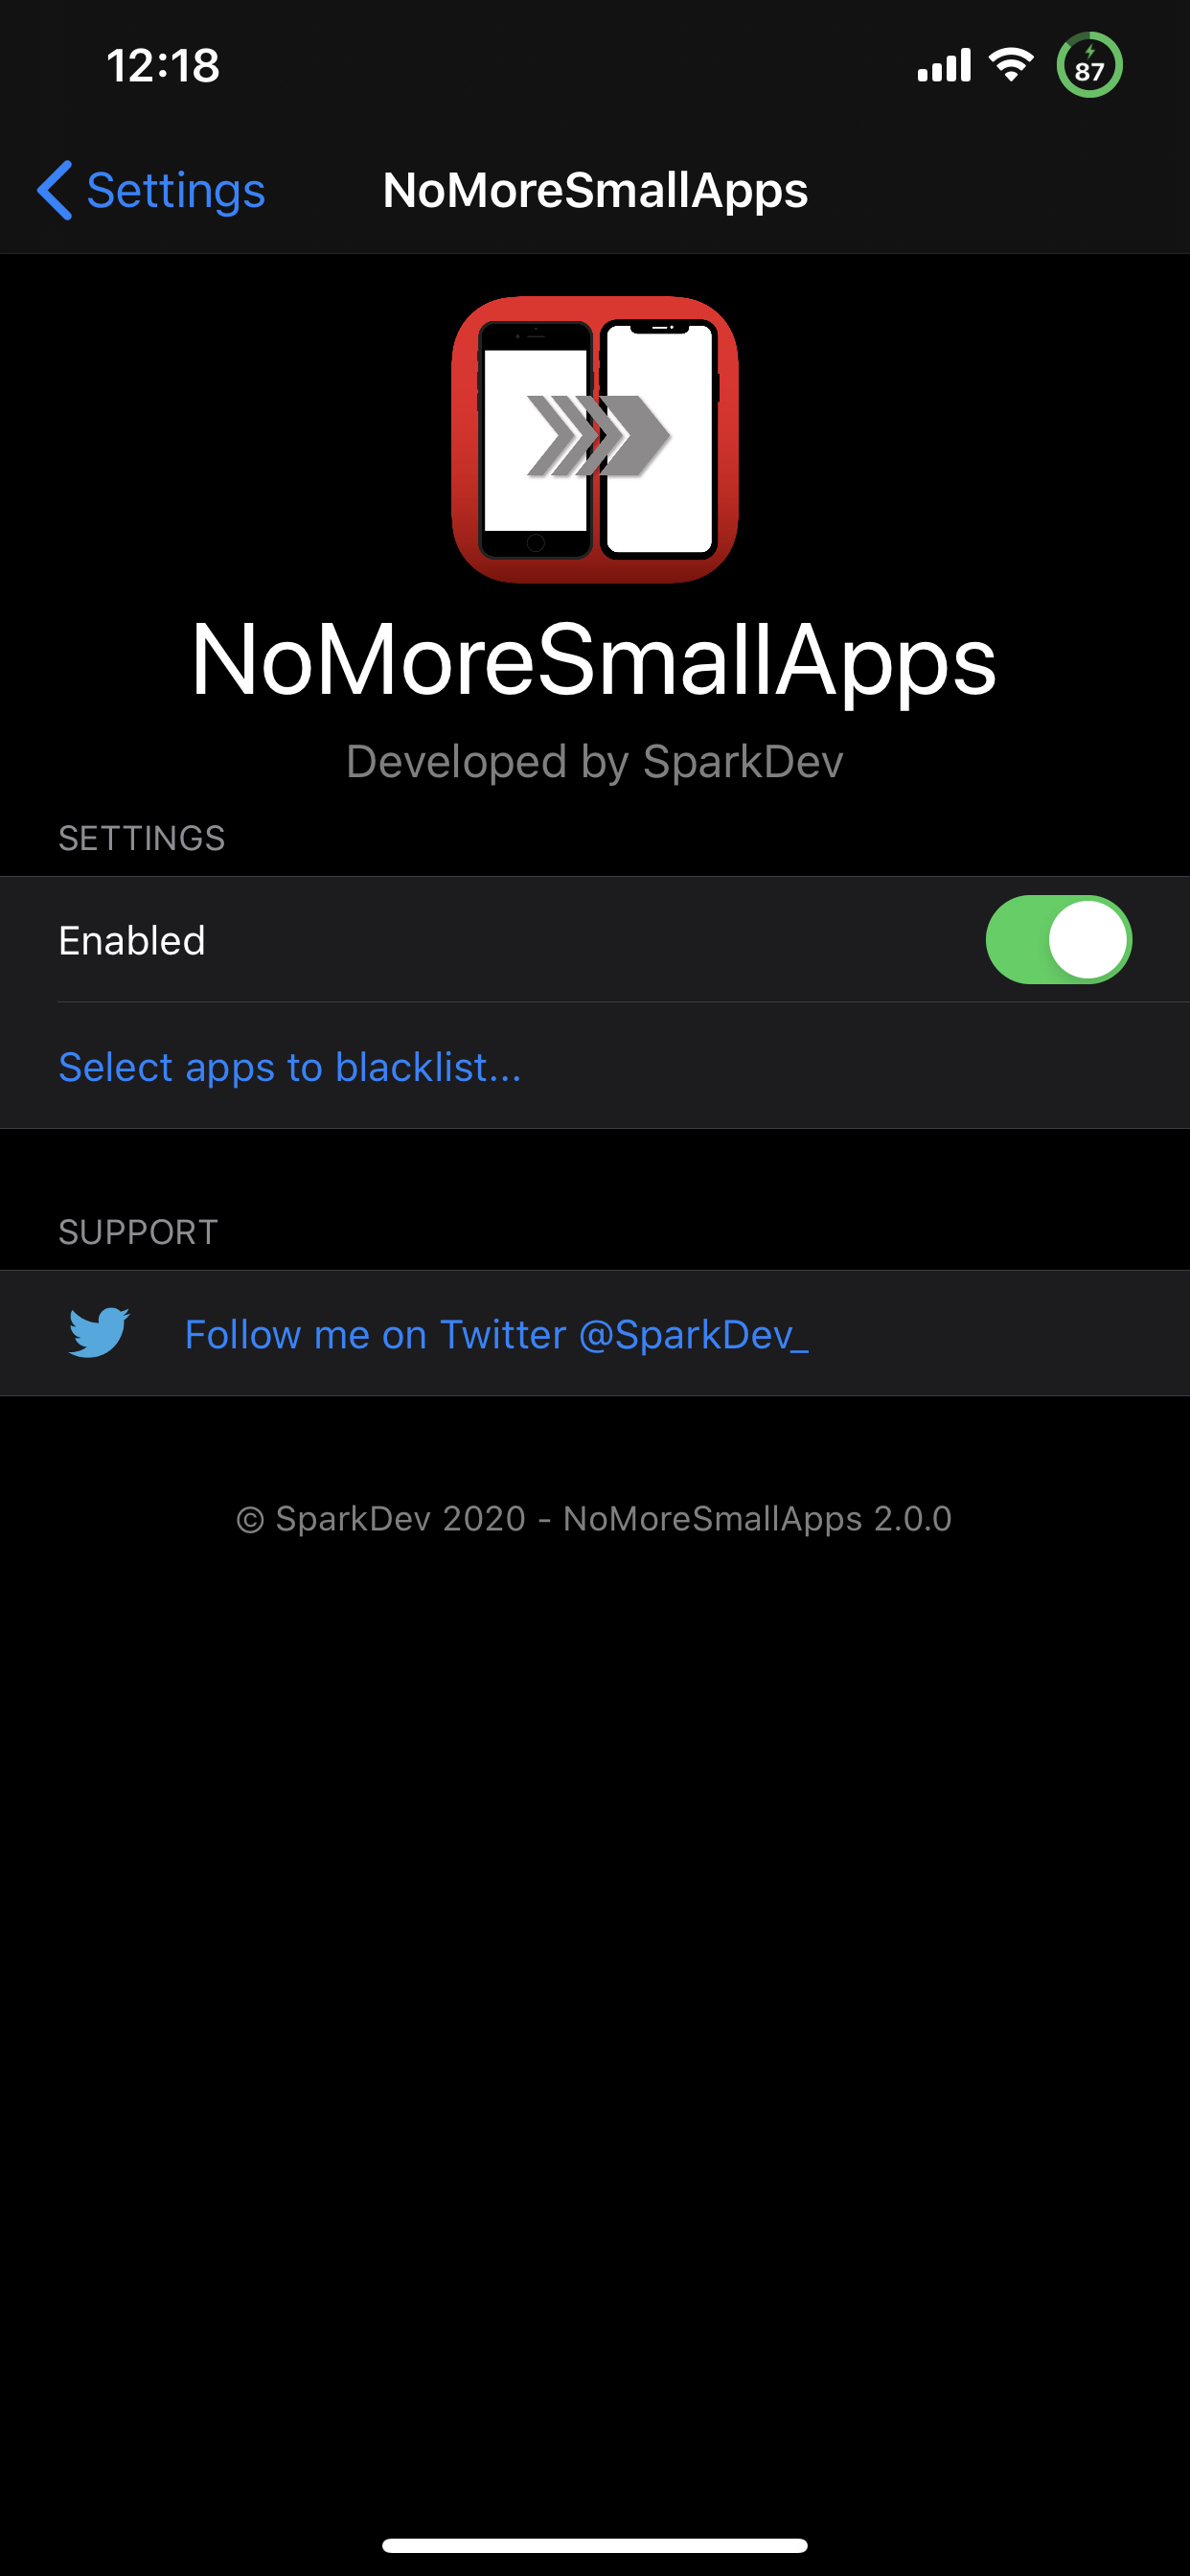 12:18
87
Settings
NoMoreSmallApps
NoMoreSmallApps
Developed by SparkDev
SETTINGS
Enabled
Select apps to blacklist...
SUPPORT
Follow me on Twitter @SparkDev_
© SparkDev 2020 - NoMoreSmallApps 2.0.0